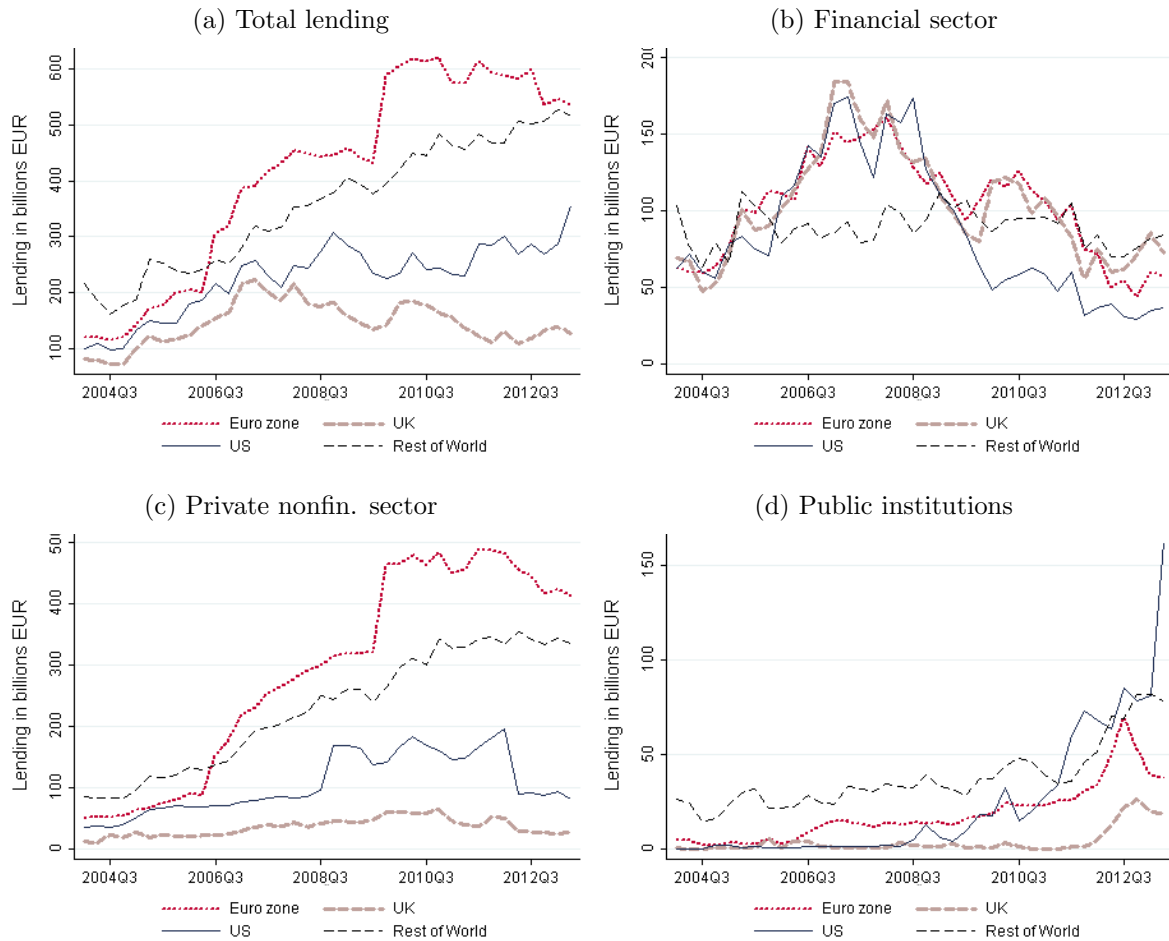 (a) Total lending
Lending in billions EUR
600
500
400
300
200
100
2004Q3 2006Q3 2008Q3 2010Q3 2012Q3
Euro zone UK
US Rest of World
(b) Financial sector
Lending in billions EUR
200
150
100
50
0
2004Q3 2006Q3 2008Q3 2010Q3 2012Q3
Euro zone UK
US Rest of World
(c) Private nonfin. sector
Lending in billions EUR
500
400
300
200
100
0
2004Q3 2006Q3 2008Q3 2010Q3 2012Q3
Euro zone UK
US Rest of World
(d) Public institutions
Lending in billions EUR
150
100
50
0
2004Q3 2006Q3 2008Q3 2010Q3 2012Q3
Euro zone UK
US Rest of World